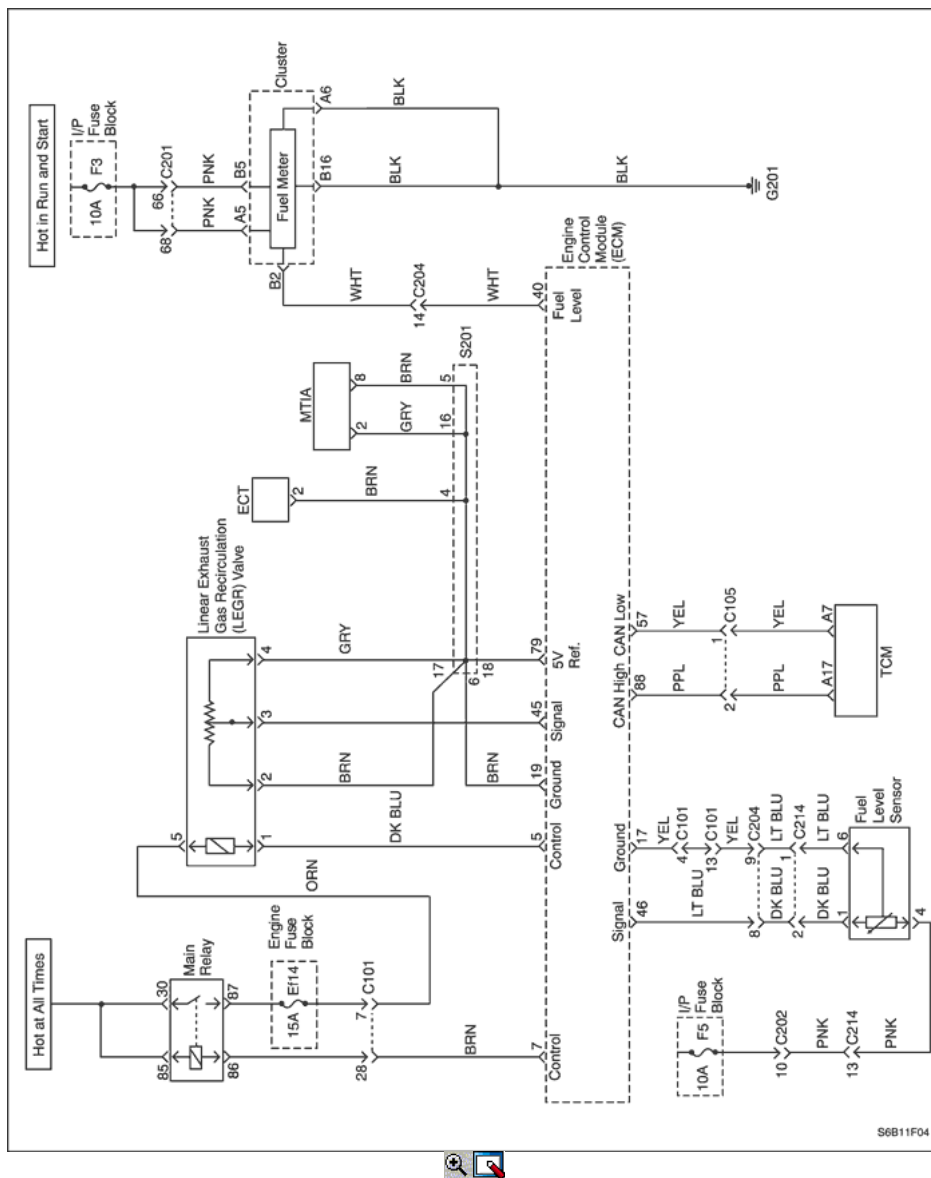 Hot at All Times
Main
Relay
85
30
86
87
Engine
Fuse
Block
15A
Ef14
28
7
C101
BRN
ORN
7
Control
Linear Exhaust
Gas Recirculation
(LEGR) Valve
5
1
2
3
4
DK BLU
BRN
GRY
17
6
18
BRN
5
Control
19
Ground
45
Signal
79
5V
Ref.
ECT
2
BRN
4
MTIA
2
8
GRY
BRN
16
5
S201
Hot in Run and Start
I/P
Fuse
Block
10A
F3
68
66
C201
PNK
PNK
A5
B5
Cluster
Fuel Meter
B2
B16
A6
WHT
14
C204
WHT
40
Fuel
Level
BLK
BLK
BLK
G201
Engine
Control
Module
(ECM)
I/P
Fuse
Block
10A
F5
10
C202
PNK
13
C214
PNK
Signal
46
Ground
17
LT BLU
YEL
4
C101
13
C101
YEL
8
9
C204
DK BLU
LT BLU
2
1
C214
DK BLU
LT BLU
1
6
4
Fuel
Level
Sensor
CAN High
88
CAN Low
57
PPL
YEL
2
1
C105
PPL
YEL
A17
A7
TCM
S6B11F04